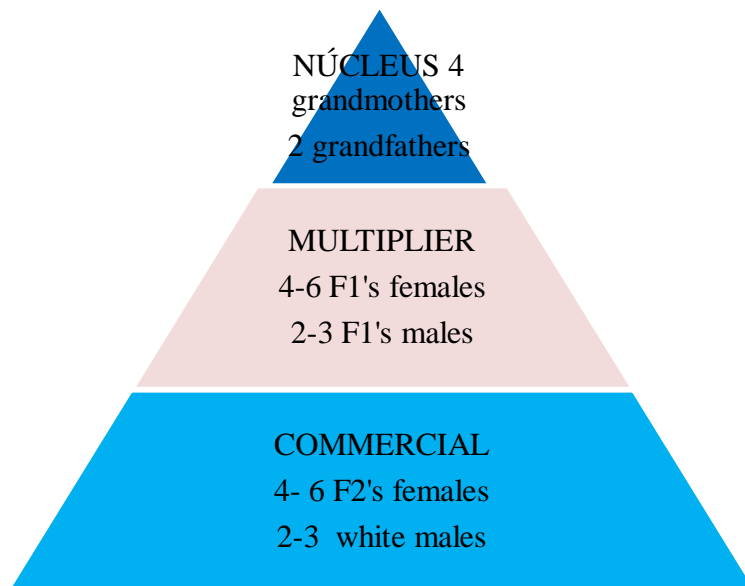 NÚCLEUS 4
grandmothers
2 grandfathers
MULTIPLIER
4-6 F1's females
2-3 F1's males
COMMERCIAL
4- 6 F2's females
2-3 white males